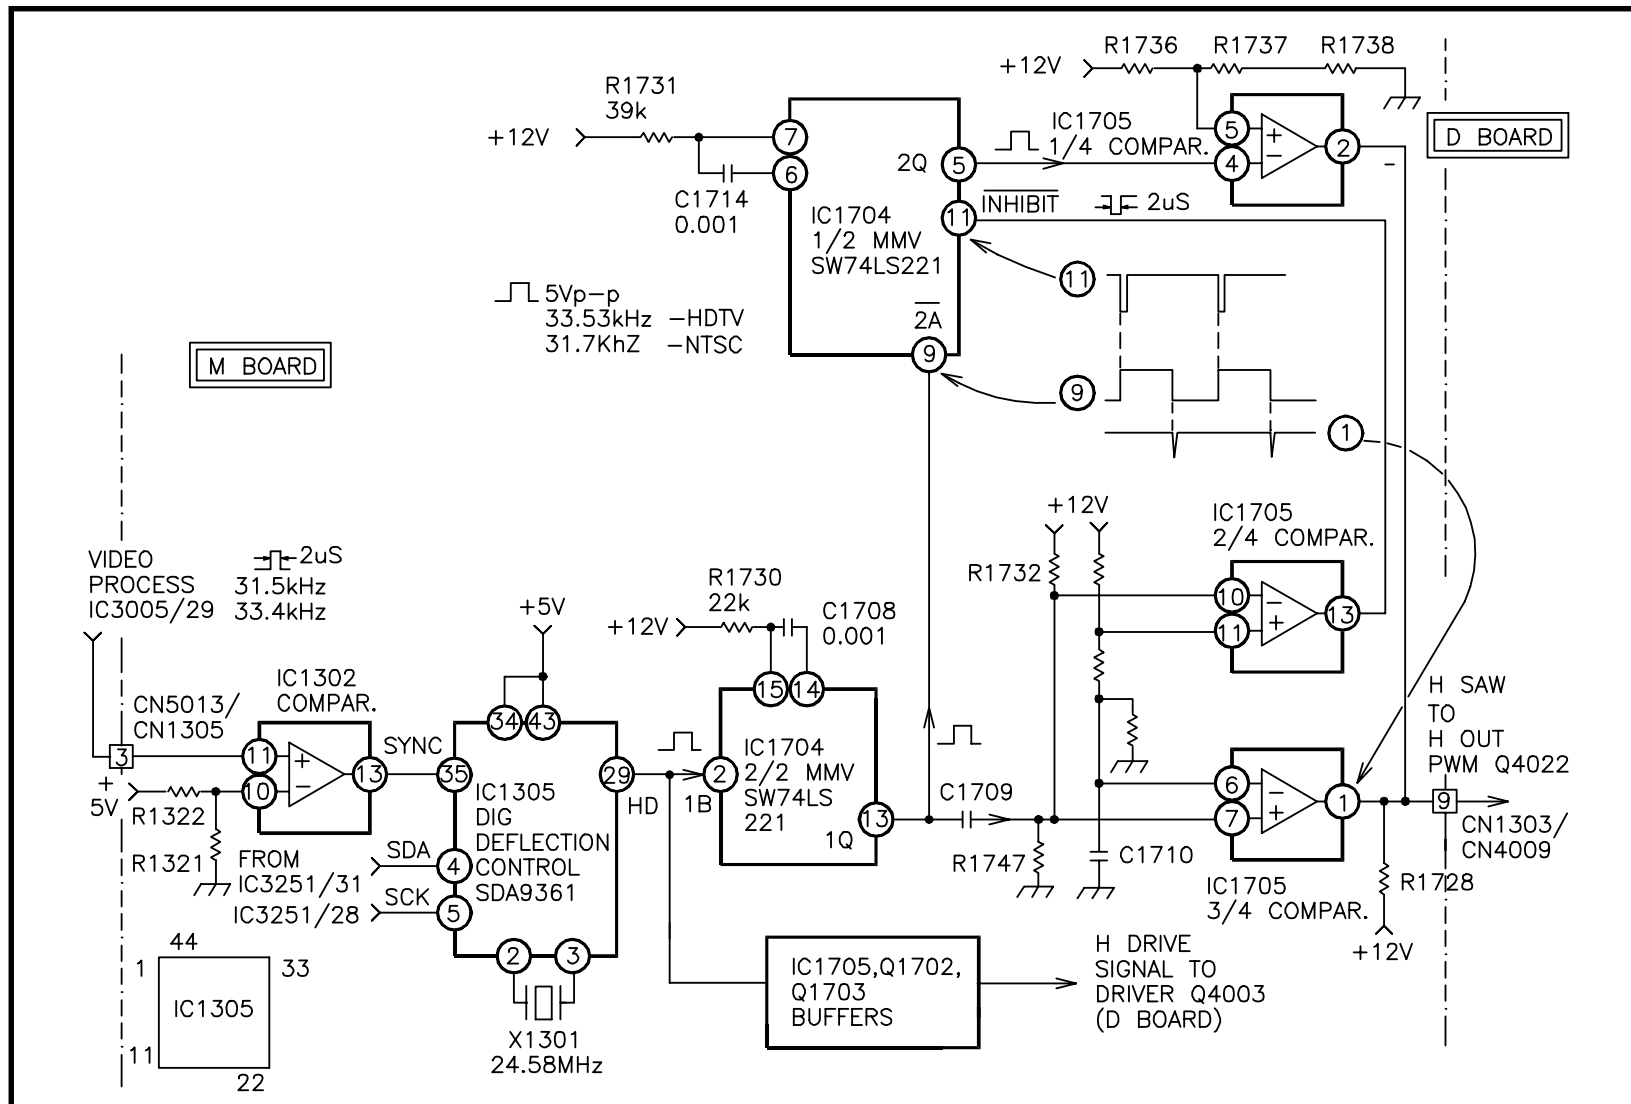 R1736
R1737
R1738
+12V
R1731
39k
+12V
7
6
C1714
0.001
IC1704
1/2 MMV
SW74LS221
2Q
5
11
INHIBIT
2uS
2A
9
IC1705
1/4 COMPAR.
5
4
+
−
2
−
D BOARD
5Vp-p
33.53kHz -HDTV
31.7KhZ -NTSC
11
9
1
M BOARD
VIDEO
PROCESS
IC3005/29
2uS
31.5kHz
33.4kHz
CN5013/
CN1305
3
+
5V
R1322
R1321
IC1302
COMPAR.
11
10
+
−
13
SYNC
FROM
IC3251/31
IC3251/28
SDA
SCK
+5V
34
43
35
4
5
29
2
3
IC1305
DIG
DEFLECTION
CONTROL
SDA9361
HD
X1301
24.58MHz
44
1
33
IC1305
11
22
R1730
22k
+12V
C1708
0.001
15
14
2
1B
IC1704
2/2 MMV
SW74LS
221
13
1Q
C1709
R1747
+12V
R1732
C1710
IC1705
2/4 COMPAR.
10
11
−
+
13
6
7
−
+
1
IC1705
3/4 COMPAR.
H SAW
TO
H OUT
PWM Q4022
9
CN1303/
CN4009
R1728
+12V
IC1705,Q1702,
Q1703
BUFFERS
H DRIVE
SIGNAL TO
DRIVER Q4003
(D BOARD)